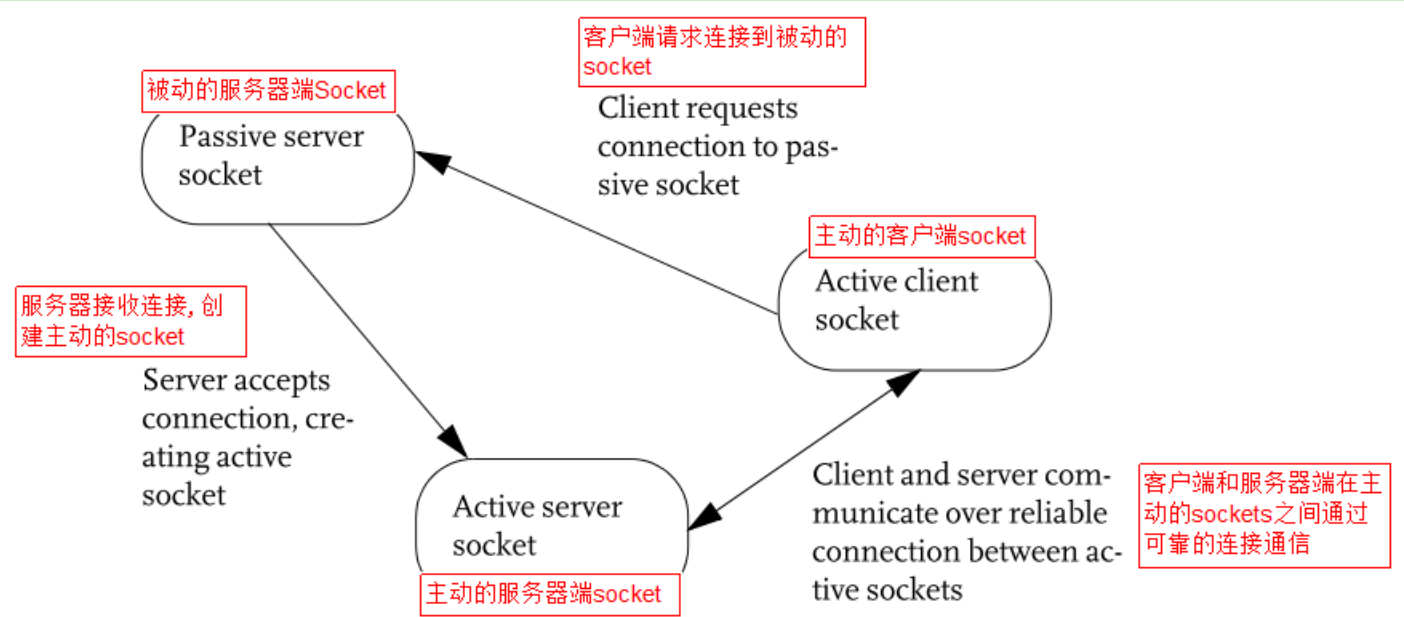 客户端请求连接到被动的
socket
Client requests
connection to pas-
sive socket
被动的服务器端Socket
Passive server
socket
主动的客户端socket
Active client
socket
服务器接收连接, 创
建主动的socket
Server accepts
connection, cre-
ating active
socket
Active server
socket
主动的服务器端socket
Client and server com-
municate over reliable
connection between ac-
tive sockets
客户端和服务器端在主
动的sockets之间通过
可靠的连接通信